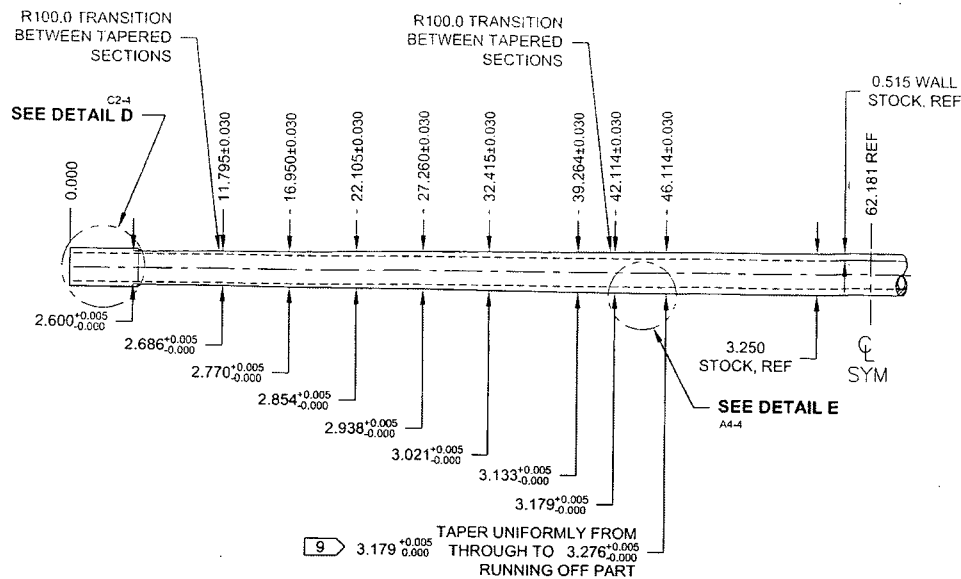 R100.0 TRANSITION
BETWEEN TAPERED
SECTIONS
R100.0 TRANSITION
BETWEEN TAPERED
SECTIONS
0.515 WALL
STOCK, REF
C2-4
SEE DETAIL D
0.000
11.795±0.030
16.950±0.030
22.105±0.030
27.260±0.030
32.415±0.030
39.264±0.030
42.114±0.030
46.114±0.030
62.181 REF
2.600+0.005
-0.000
2.686+0.005
-0.000
2.770+0.005
-0.000
2.854+0.005
-0.000
2.938+0.005
-0.000
3.021+0.005
-0.000
3.133+0.005
-0.000
3.179+0.005
-0.000
3.250
STOCK, REF
CL
SYM
SEE DETAIL E
A4-4
9 3.179 +0.005
0.000
TAPER UNIFORMLY FROM
THROUGH TO 3.276+0.005
-0.000
RUNNING OFF PART